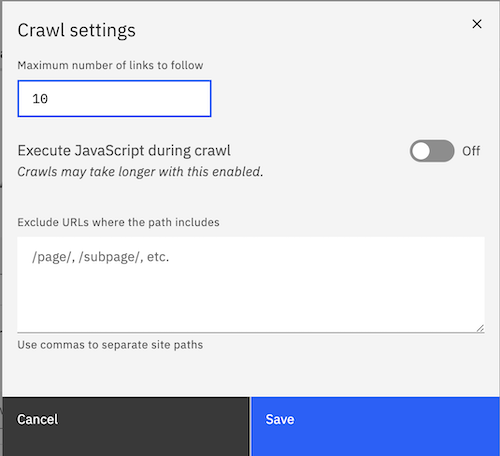 Crawl settings
Maximum number of links to follow
10
Execute JavaScript during crawl
Off
Crawls may take longer with this enabled.
Exclude URLs where the path includes
/page/, /subpage/, etc.
Use commas to separate site paths
Cancel
Save